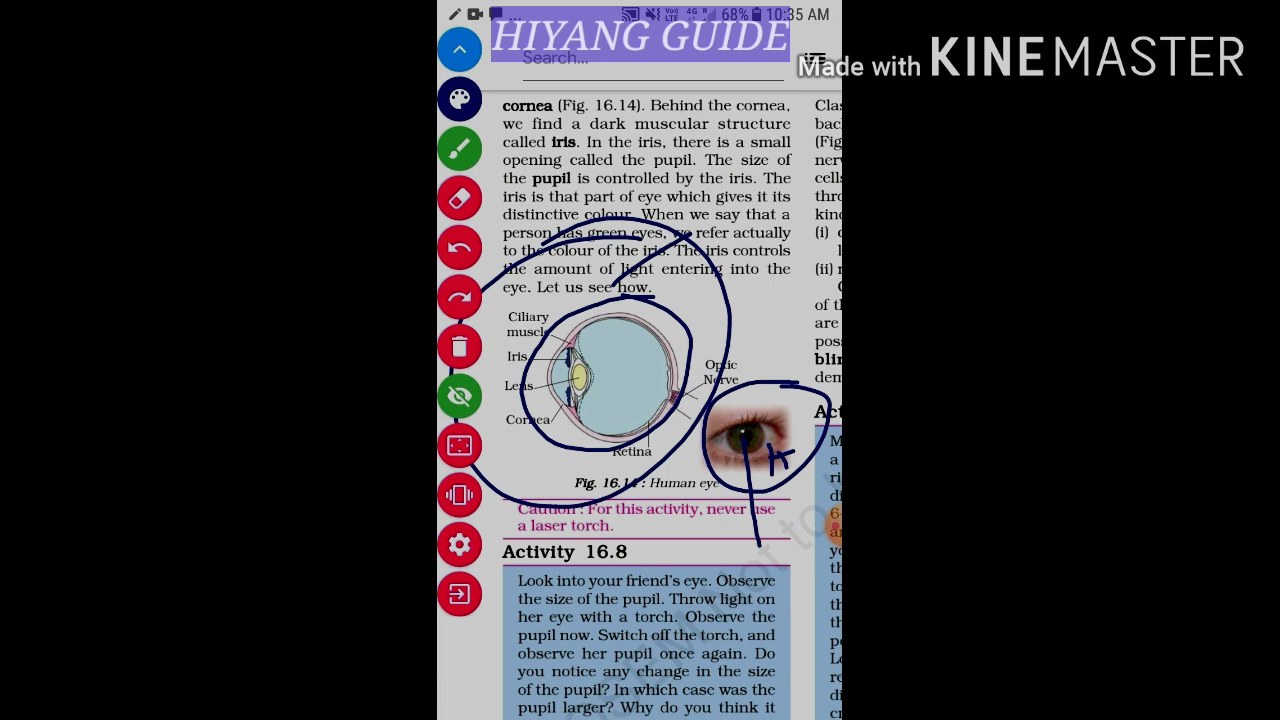 68% 10:35 AM
HIYANG GUIDE
Search...
Made with KINEMASTER
cornea (Fig. 16.14). Behind the cornea,
we find a dark muscular structure
called iris. In the iris, there is a small
opening called the pupil. The size of
the pupil is controlled by the iris. The
iris is that part of eye which gives it its
distinctive colour. When we say that a
person has green eyes, we refer actually
to the colour of the iris. The iris controls
the amount of light entering into the
eye. Let us see how.
Ciliary
muscle
Iris
Lens
Cornea
Optic
Nerve
Retina
Fig. 16.14 : Human eye
Caution : For this activity, never use
a laser torch.
Activity 16.8
Look into your friend's eye. Observe
the size of the pupil. Throw light on
her eye with a torch. Observe the
pupil now. Switch off the torch, and
observe her pupil once again. Do
you notice any change in the size
of the pupil? In which case was the
pupil larger? Why do you think it
(i)
(ii)